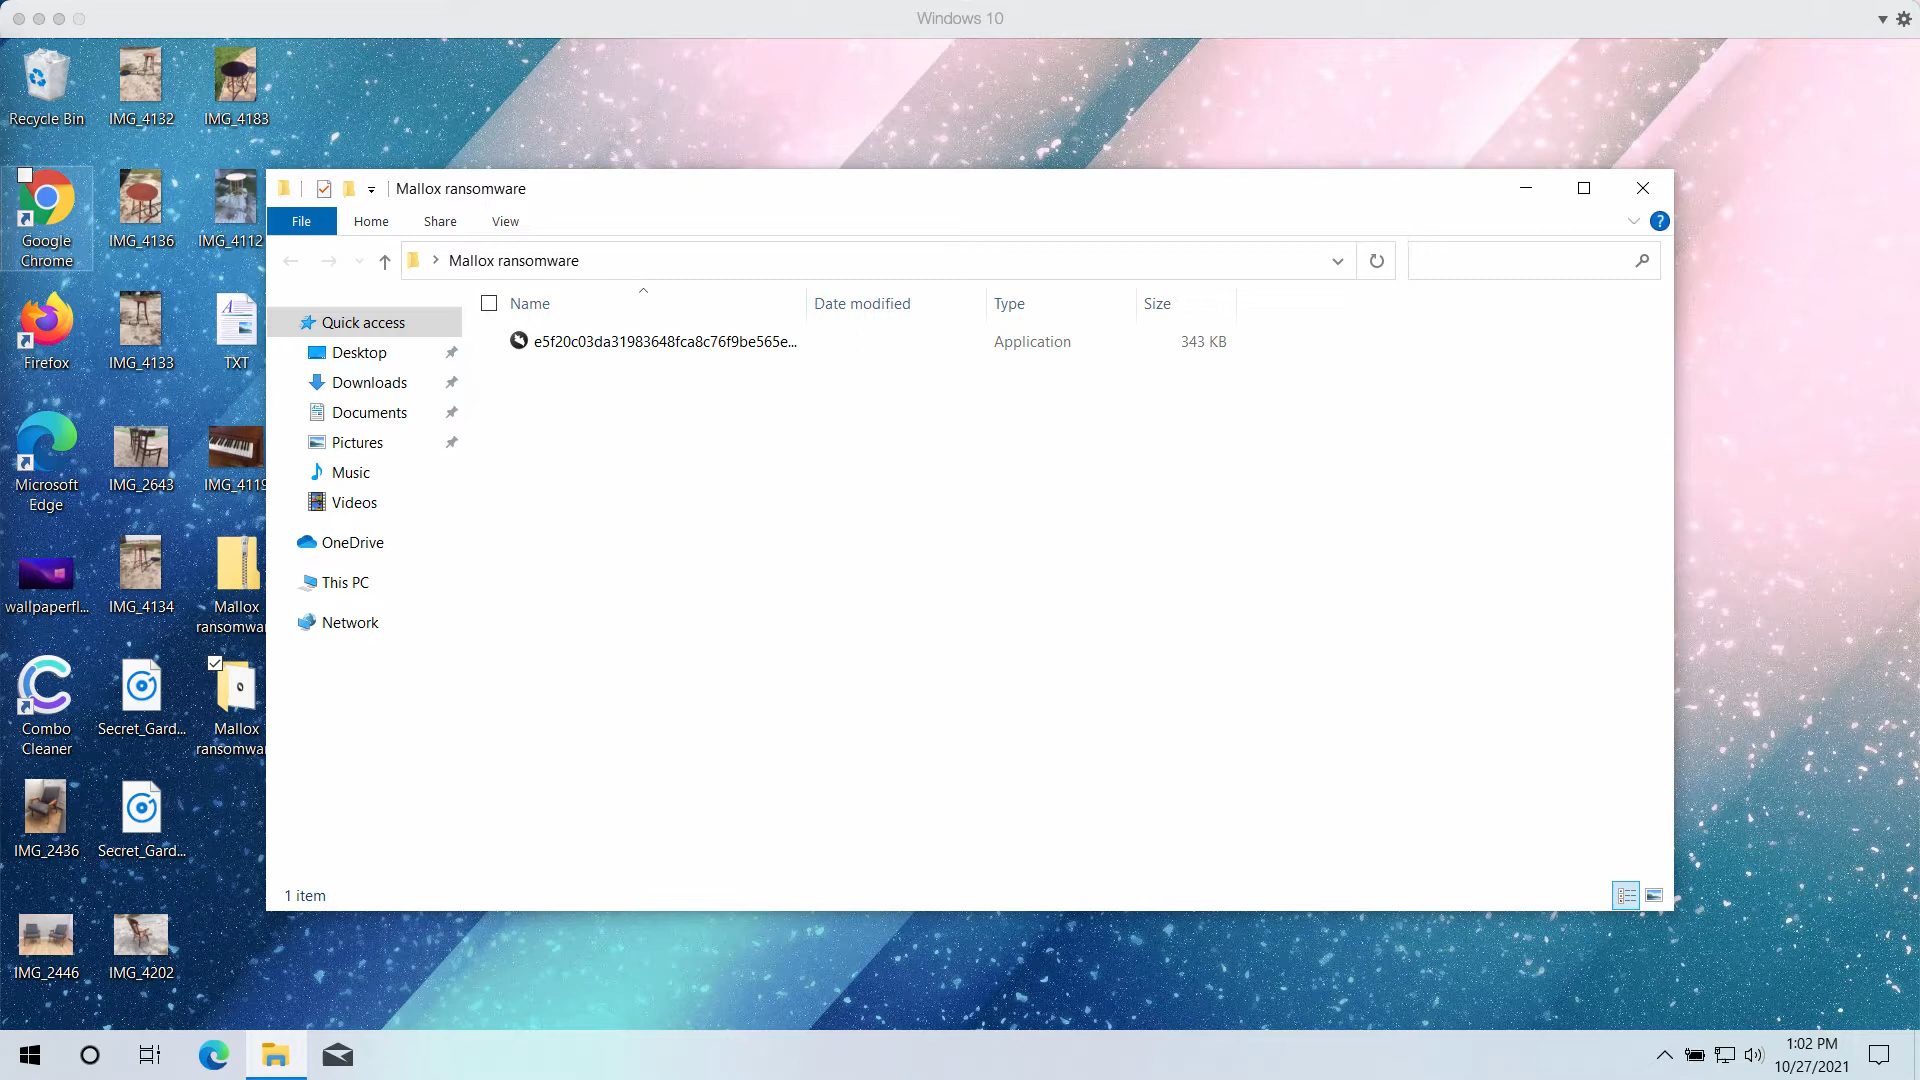 Windows 10
Recycle Bin
IMG_4132
IMG_4183
Google
Chrome
IMG_4136
IMG_4112
Firefox
IMG_4133
TXT
Microsoft
Edge
IMG_2643
IMG_4119
wallpaperfl...
IMG_4134
Mallox
ransomwar
Combo
Cleaner
Secret_Gard...
Mallox
ransomwar
IMG_2436
Secret_Gard...
IMG_2446
IMG_4202
Mallox ransomware
File Home Share View
Mallox ransomware
Name Date modified Type Size
e5f20c03da31983648fca8c76f9be565e... Application 343 KB
Quick access
Desktop
Downloads
Documents
Pictures
Music
Videos
OneDrive
This PC
Network
1 item
1:02 PM
10/27/2021